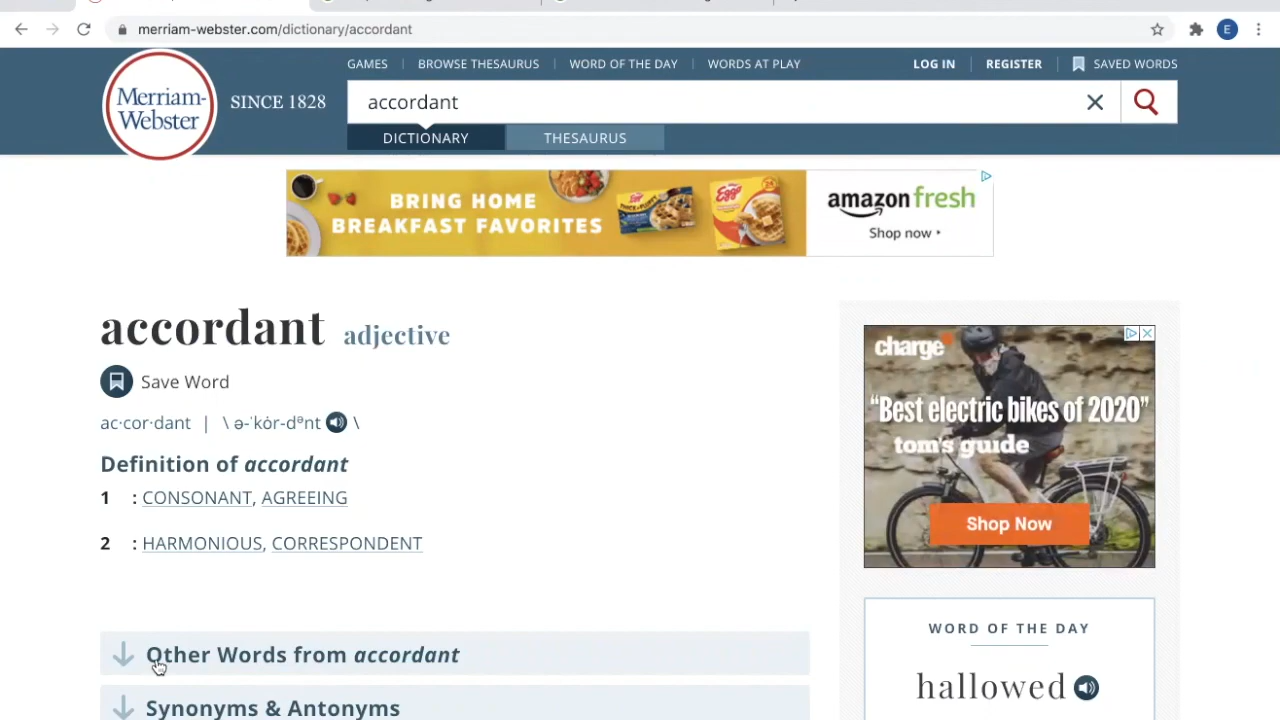 merriam-webster.com/dictionary/accordant
E
GAMES BROWSE THESAURUS WORD OF THE DAY WORDS AT PLAY LOG IN REGISTER SAVED WORDS
Merriam-
Webster
SINCE 1828
accordant
DICTIONARY THESAURUS
BRING HOME
BREAKFAST FAVORITES
Eggo
Eggo
amazon fresh
Shop now
accordant adjective
Save Word
ac·cor·dant | \ ə-ˈkȯr-dᵊnt \
Definition of accordant
1 : CONSONANT, AGREEING
2 : HARMONIOUS, CORRESPONDENT
Other Words from accordant
Synonyms & Antonyms
charge
“Best electric bikes of 2020”
tom's guide
Shop Now
WORD OF THE DAY
hallowed